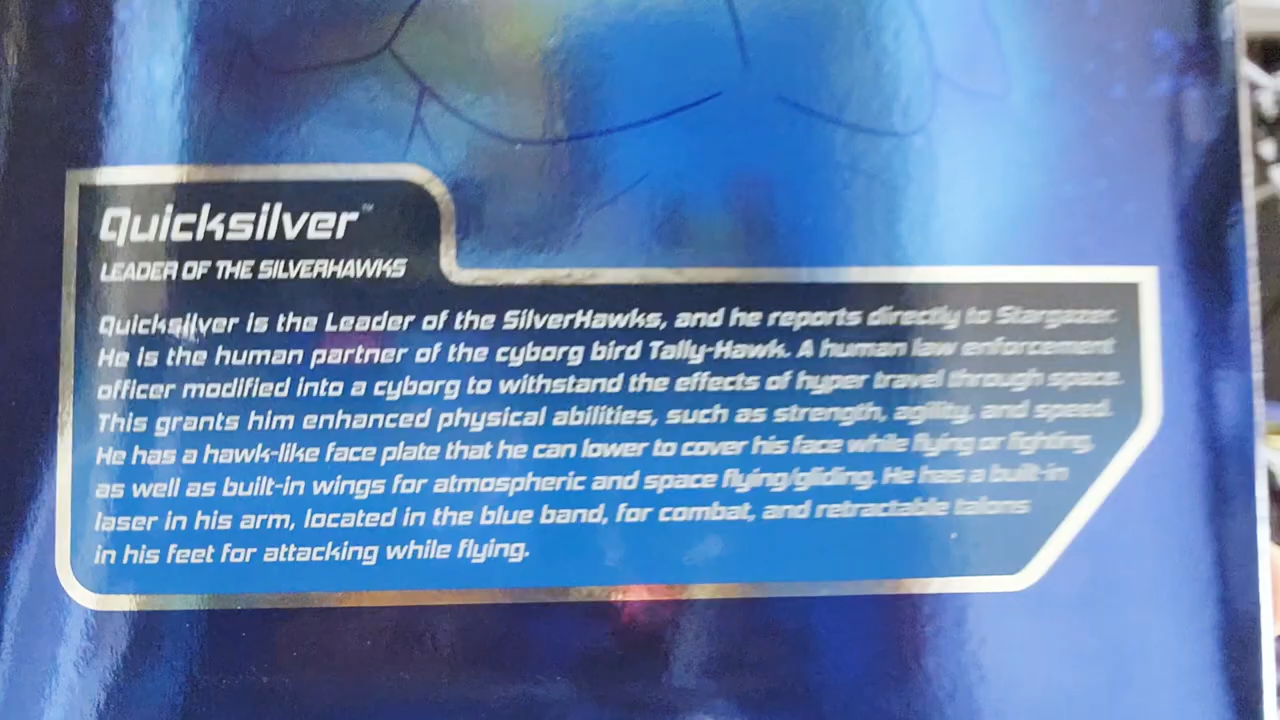 Quicksilver™
LEADER OF THE SILVERHAWKS
Quicksilver is the Leader of the SilverHawks, and he reports directly to Stargazer.
He is the human partner of the cyborg bird Tally-Hawk. A human law enforcement
officer modified into a cyborg to withstand the effects of hyper travel through space.
This grants him enhanced physical abilities, such as strength, agility, and speed.
He has a hawk-like face plate that he can lower to cover his face while flying or fighting,
as well as built-in wings for atmospheric and space flying/gliding. He has a built-in
laser in his arm, located in the blue band, for combat, and retractable talons
in his feet for attacking while flying.